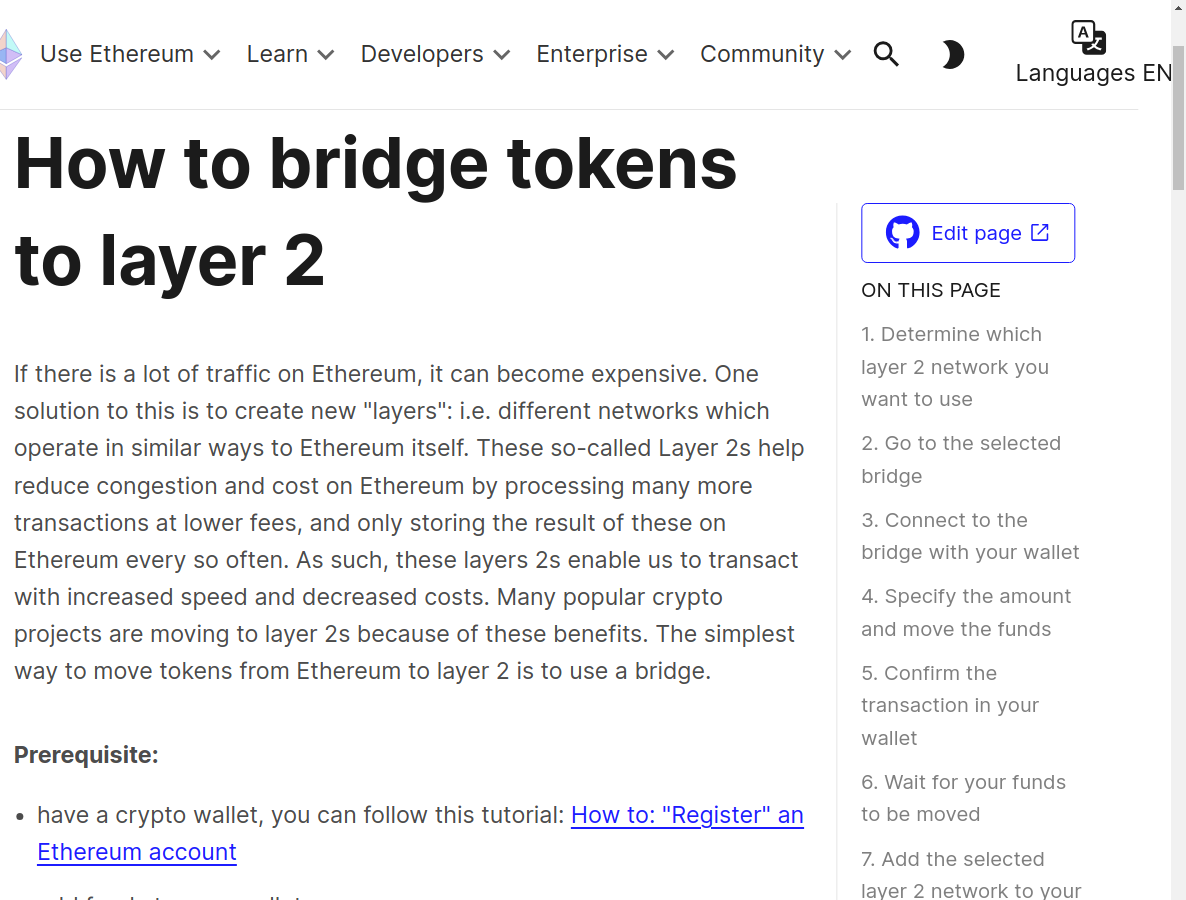 Use Ethereum Learn Developers Enterprise Community
Languages EN
How to bridge tokens
to layer 2
If there is a lot of traffic on Ethereum, it can become expensive. One
solution to this is to create new "layers": i.e. different networks which
operate in similar ways to Ethereum itself. These so-called Layer 2s help
reduce congestion and cost on Ethereum by processing many more
transactions at lower fees, and only storing the result of these on
Ethereum every so often. As such, these layers 2s enable us to transact
with increased speed and decreased costs. Many popular crypto
projects are moving to layer 2s because of these benefits. The simplest
way to move tokens from Ethereum to layer 2 is to use a bridge.
Prerequisite:
• have a crypto wallet, you can follow this tutorial: How to: "Register" an
Ethereum account
Edit page
ON THIS PAGE
1. Determine which
layer 2 network you
want to use
2. Go to the selected
bridge
3. Connect to the
bridge with your wallet
4. Specify the amount
and move the funds
5. Confirm the
transaction in your
wallet
6. Wait for your funds
to be moved
7. Add the selected
layer 2 network to your